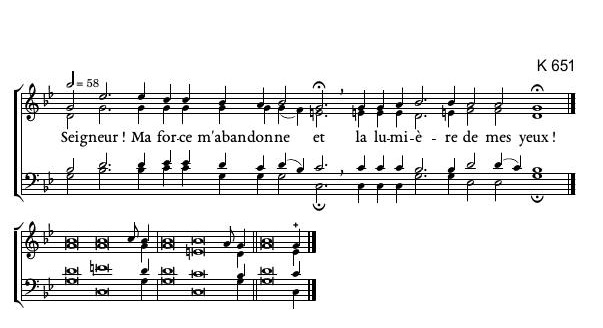 K 651
= 58
Seigneur ! Ma for-ce m'abandonne et la lu-mi-è-re de mes yeux !